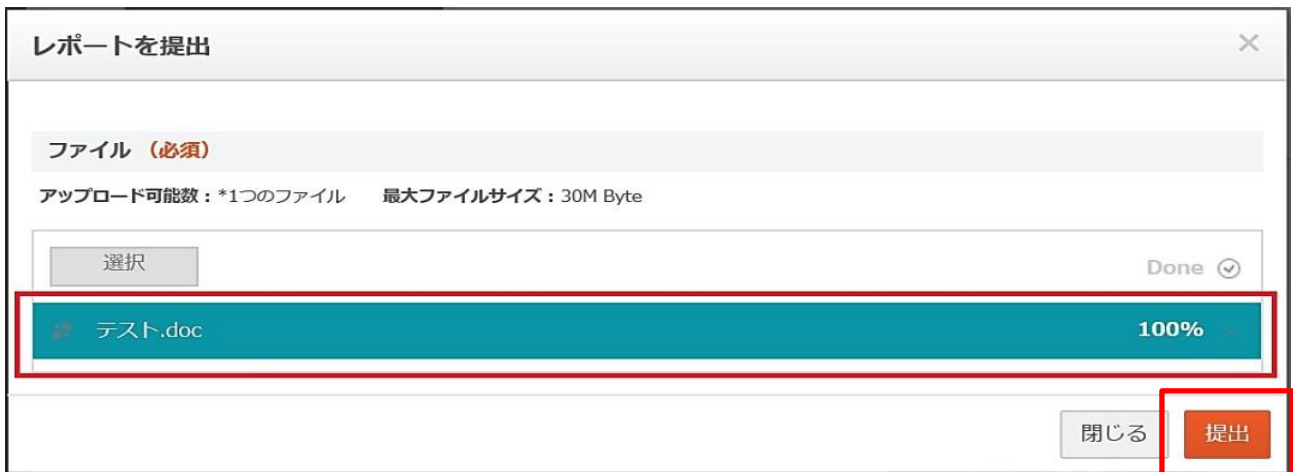 レポートを提出
ファイル（必須）
アップロード可能数：*1つのファイル 最大ファイルサイズ：30M Byte
選択 Done
テスト.doc 100%
閉じる 提出